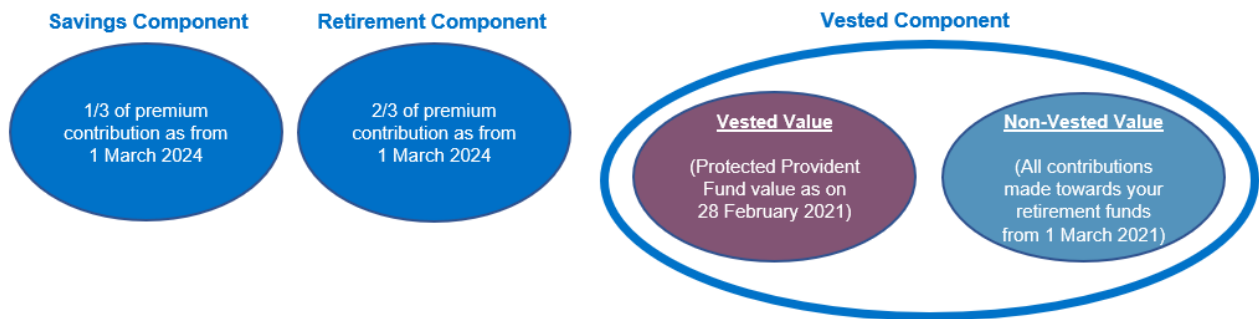 Savings Component
1/3 of premium
contribution as from
1 March 2024
Retirement Component
2/3 of premium
contribution as from
1 March 2024
Vested Component
Vested Value
(Protected Provident
Fund value as on
28 February 2021)
Non-Vested Value
(All contributions
made towards your
retirement funds
from 1 March 2021)